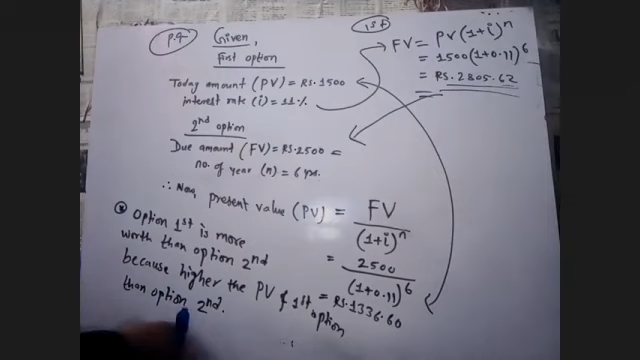 P.4
Given,
First option
Today amount (PV) = RS. 1500
interest rate (i) = 11%
2nd option
Due amount (FV) = RS. 2500 =
no. of year (n) = 6 yrs.
∴ Now, present value (PV) = FV / (1+i)^n
= 2500 / (1+0.11)^6
= RS. 1336.60
1st
FV = PV(1+i)^n
= 1500(1+0.11)^6
= RS. 2805.62
Option 1st is more
worth than option 2nd
because higher the PV of 1st option
than option 2nd.